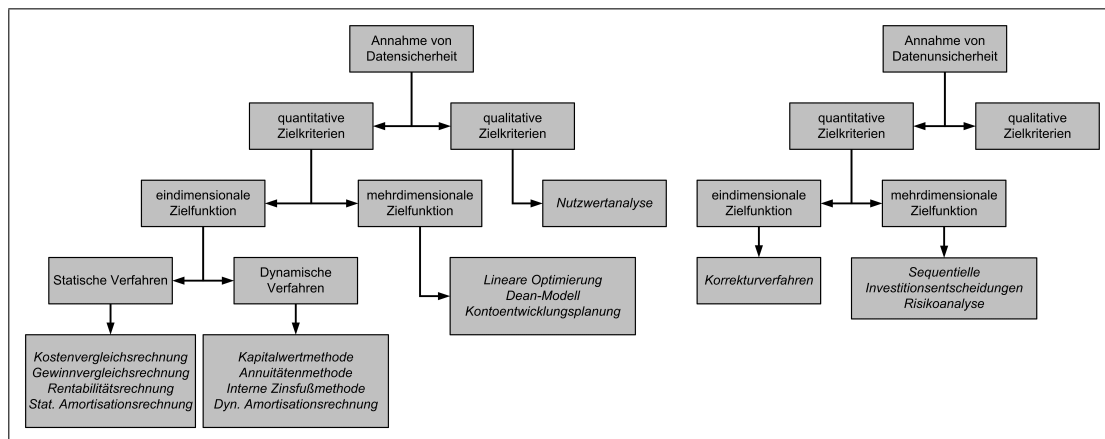 Annahme von
Datensicherheit
quantitative
Zielkriterien
qualitative
Zielkriterien
eindimensionale
Zielfunktion
mehrdimensionale
Zielfunktion
Nutzwertanalyse
Statische Verfahren
Dynamische
Verfahren
Lineare Optimierung
Dean-Modell
Kontoentwicklungsplanung
Kostenvergleichsrechnung
Gewinnvergleichsrechnung
Rentabilitätsrechnung
Stat. Amortisationsrechnung
Kapitalwertmethode
Annuitätenmethode
Interne Zinsfußmethode
Dyn. Amortisationsrechnung
Annahme von
Datenunsicherheit
quantitative
Zielkriterien
qualitative
Zielkriterien
eindimensionale
Zielfunktion
mehrdimensionale
Zielfunktion
Korrekturverfahren
Sequentielle
Investitionsentscheidungen
Risikoanalyse